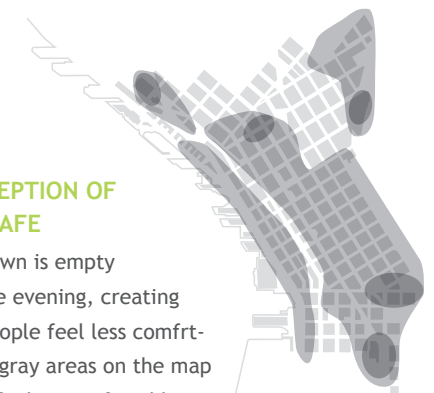 EPTION OF
AFE
wn is empty
e evening, creating
ople feel less comfrt-
gray areas on the map